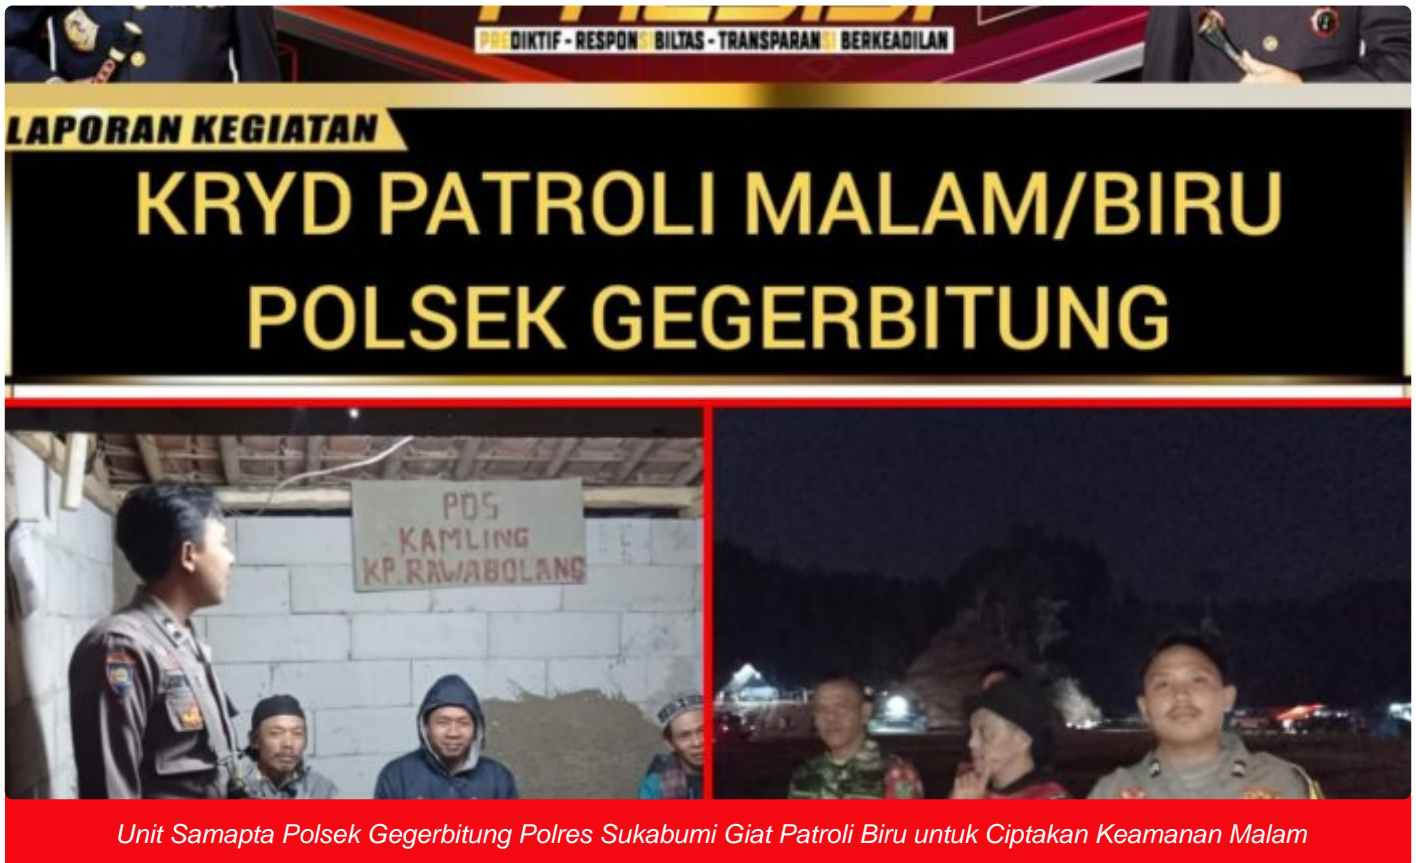 PREDIKTIF - RESPONSIBILTAS - TRANSPARANSI BERKEADILAN
LAPORAN KEGIATAN
KRYD PATROLI MALAM/BIRU
POLSEK GEGERBITUNG
POS
KAMLING
KP. RAWABOLANG
Unit Samapta Polsek Gegerbitung Polres Sukabumi Giat Patroli Biru untuk Ciptakan Keamanan Malam